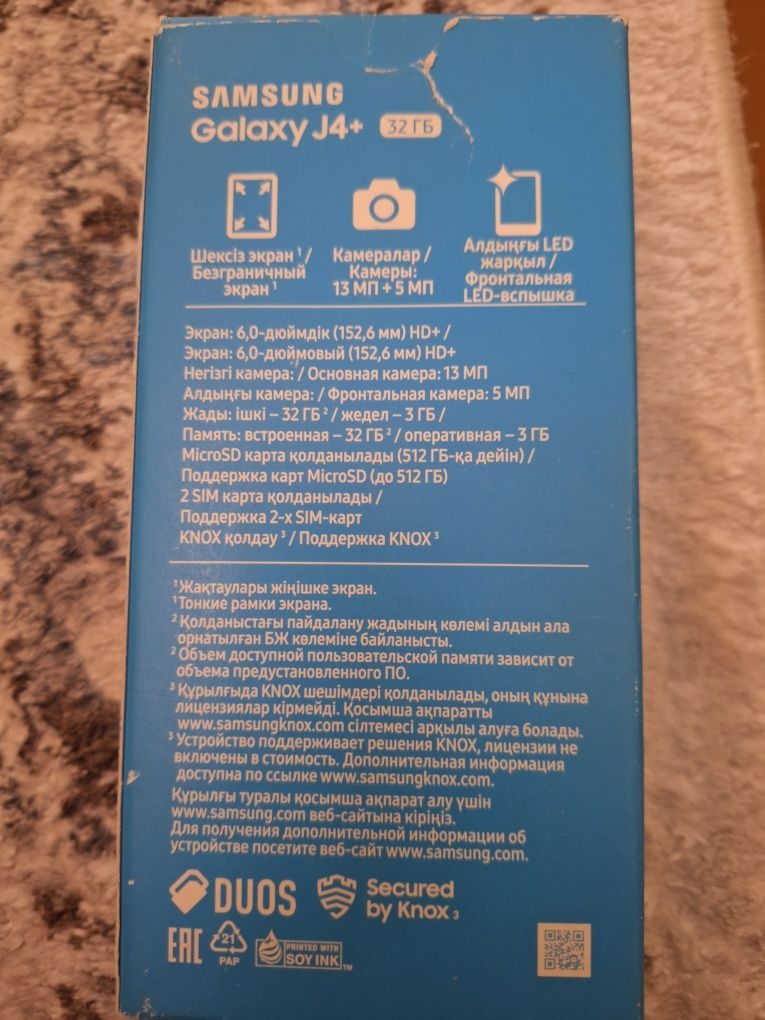 SAMSUNG
Galaxy J4+ 32 ГБ
Шексіз экран ¹ /
Безграничный
экран ¹
Камералар /
Камеры:
13 МП + 5 МП
Алдыңғы LED
жарқыл /
Фронтальная
LED-вспышка
Экран: 6,0-дюймдік (152,6 мм) HD+ /
Экран: 6,0-дюймовый (152,6 мм) HD+
Негізгі камера: / Основная камера: 13 МП
Алдыңғы камера: / Фронтальная камера: 5 МП
Жады: ішкі – 32 ГБ ² / жедел – 3 ГБ /
Память: встроенная – 32 ГБ ² / оперативная – 3 ГБ
MicroSD карта қолданылады (512 ГБ-қа дейін) /
Поддержка карт MicroSD (до 512 ГБ)
2 SIM карта қолданылады /
Поддержка 2-х SIM-карт
KNOX қолдау ³ / Поддержка KNOX ³
¹ Жақтаулары жіңішке экран.
¹ Тонкие рамки экрана.
² Қолданыстағы пайдалану жадының көлемі алдын ала
орнатылған БЖ көлеміне байланысты.
² Объем доступной пользовательской памяти зависит от
объема предустановленного ПО.
³ Құрылғыда KNOX шешімдері қолданылады, оның құнына
лицензиялар кірмейді. Қосымша ақпаратты
www.samsungknox.com сілтемесі арқылы алуға болады.
³ Устройство поддерживает решения KNOX, лицензии не
включены в стоимость. Дополнительная информация
доступна по ссылке www.samsungknox.com.
Құрылғы туралы қосымша ақпарат алу үшін
www.samsung.com веб-сайтына кіріңіз.
Для получения дополнительной информации об
устройстве посетите веб-сайт www.samsung.com.
DUOS
Secured
by Knox 3
EAC
21
PAP
PRINTED WITH
SOY INK TM